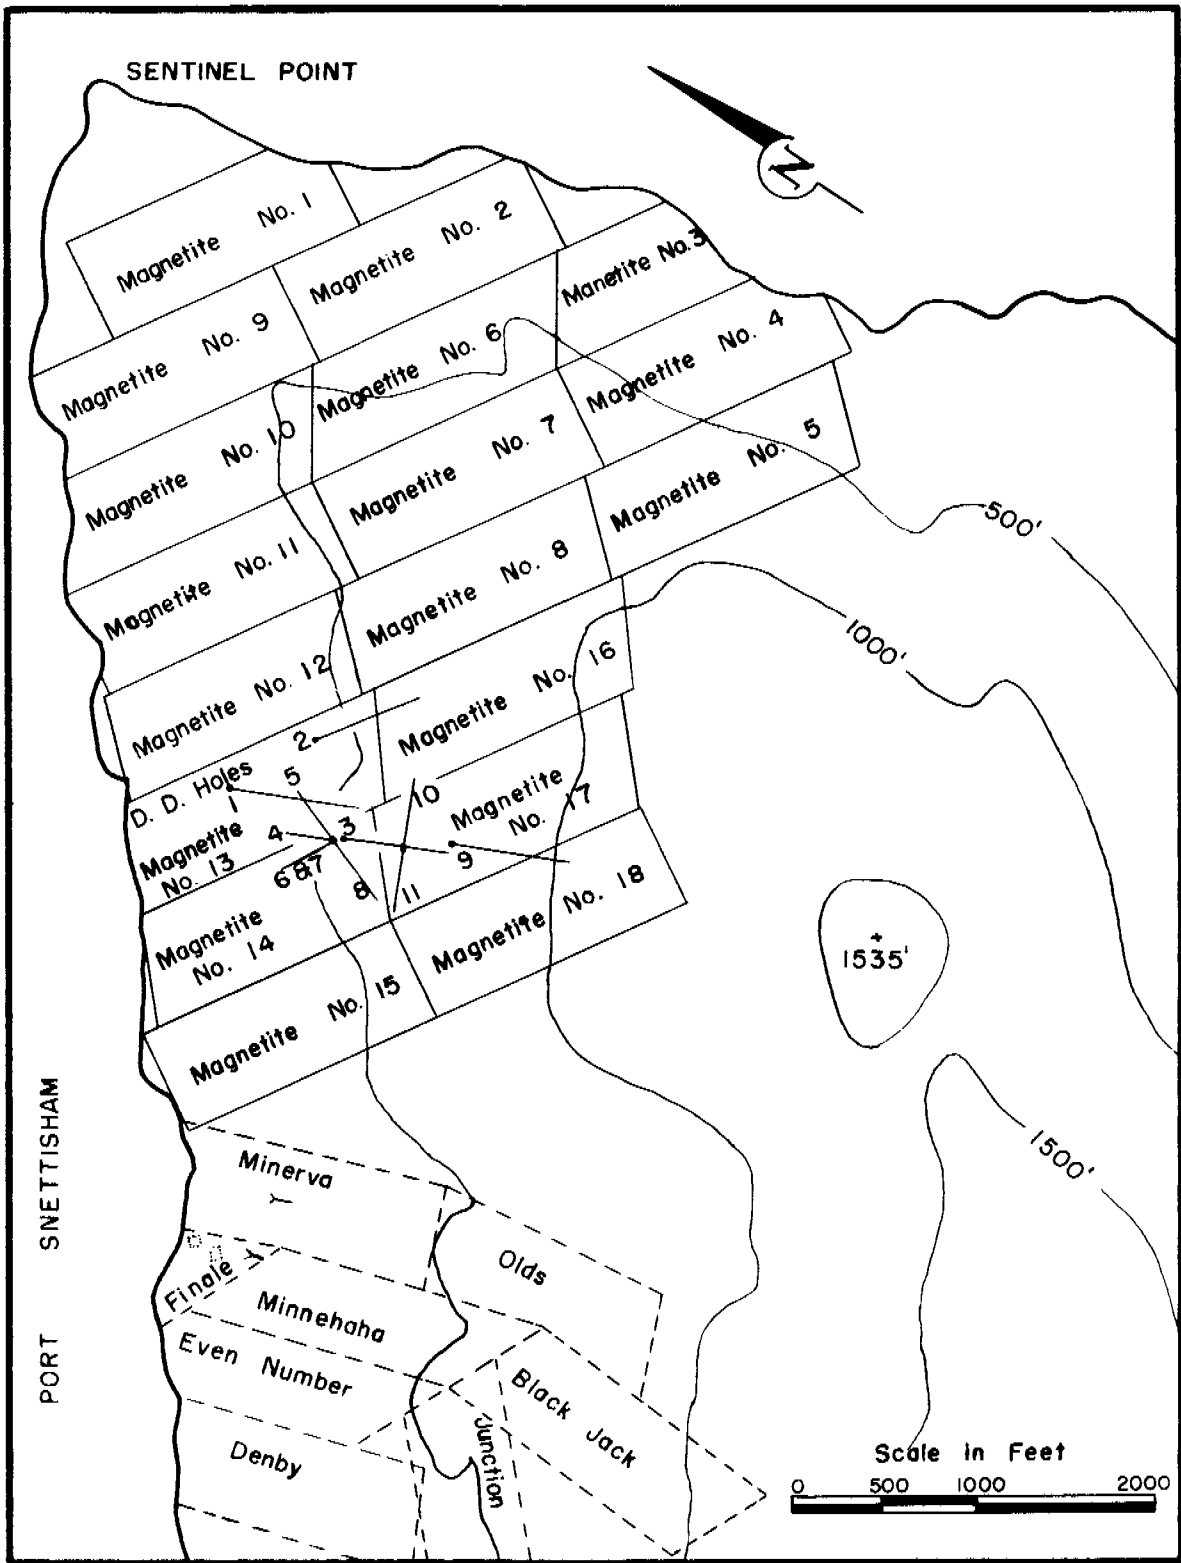 SENTINEL POINT
N
Magnetite No. 1
Magnetite No. 2
Manetite No. 3
Magnetite No. 9
Magnetite No. 6
Magnetite No. 4
Magnetite No. 10
Magnetite No. 7
Magnetite No. 5
500'
Magnetite No. 11
Magnetite No. 8
1000'
Magnetite No. 12
Magnetite No. 16
2
D. D. Holes
1
5
10
Magnetite
No. 17
Magnetite
No. 13
4
3
9
6&7
8
11
Magnetite No. 18
Magnetite
No. 14
1535'
Magnetite No. 15
PORT SNETTISHAM
Minerva
1500'
Olds
Finale
Minnehaha
Even Number
Black Jack
Denby
Junction
Scale in Feet
0 500 1000 2000